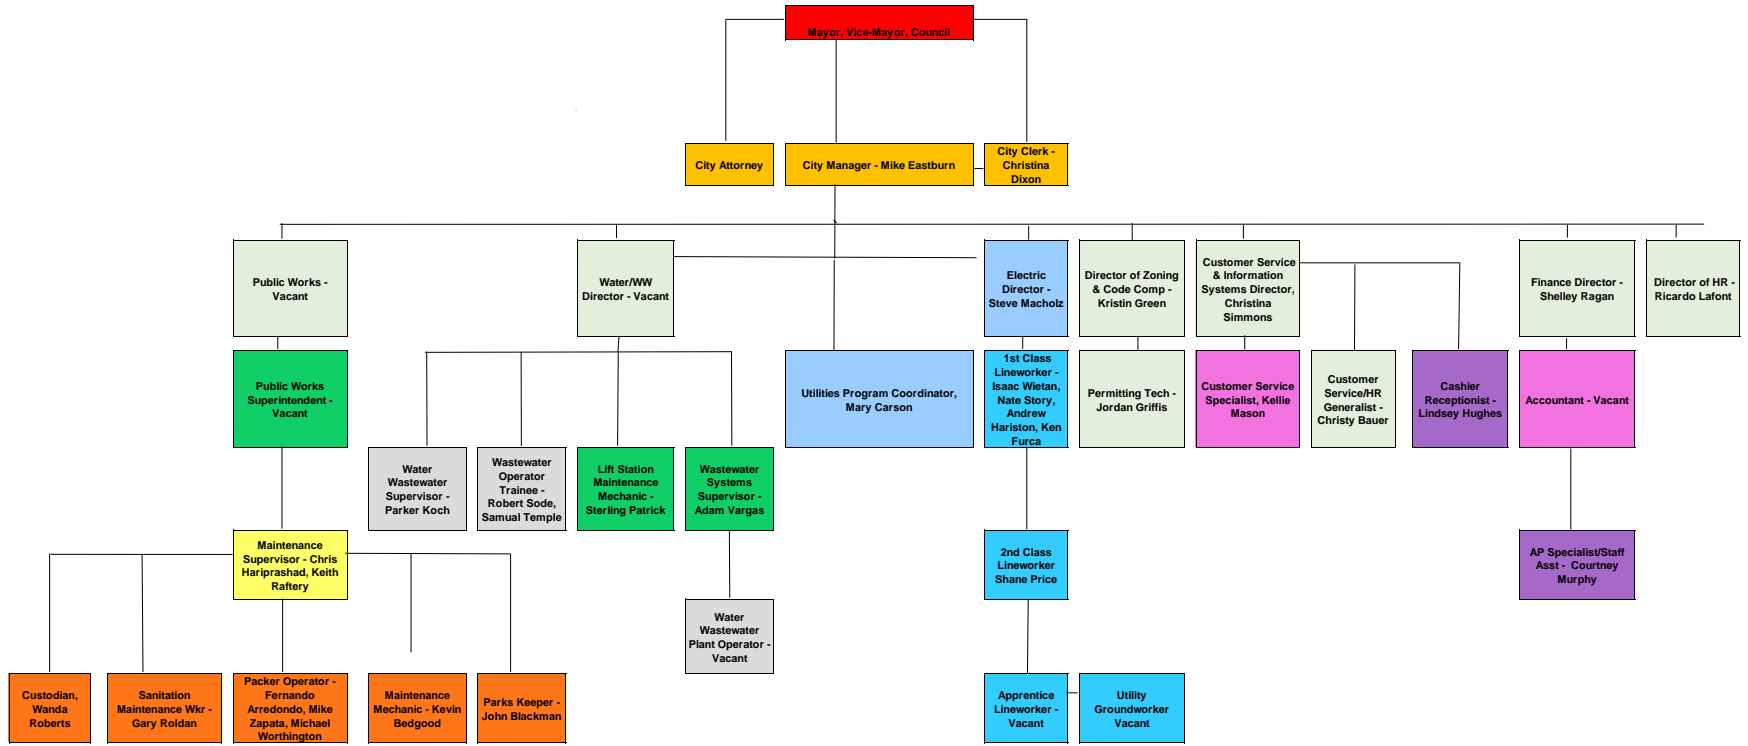 Mayor, Vice-Mayor, Council
City Attorney
City Manager - Mike Eastburn
City Clerk -
Christina
Dixon
Public Works -
Vacant
Water/WW
Director - Vacant
Electric
Director -
Steve Macholz
Director of Zoning
& Code Comp -
Kristin Green
Customer Service
& Information
Systems Director,
Christina
Simmons
Finance Director -
Shelley Ragan
Director of HR -
Ricardo Lafont
Public Works
Superintendent -
Vacant
Utilities Program Coordinator,
Mary Carson
1st Class
Lineworker -
Isaac Wietan,
Nate Story,
Andrew
Hariston, Ken
Furca
Permitting Tech -
Jordan Griffis
Customer Service
Specialist, Kellie
Mason
Customer
Service/HR
Generalist -
Christy Bauer
Cashier
Receptionist -
Lindsey Hughes
Accountant - Vacant
Water
Wastewater
Supervisor -
Parker Koch
Wastewater
Operator
Trainee -
Robert Sode,
Samual Temple
Lift Station
Maintenance
Mechanic -
Sterling Patrick
Wastewater
Systems
Supervisor -
Adam Vargas
Maintenance
Supervisor - Chris
Hariprashad, Keith
Raftery
2nd Class
Lineworker
Shane Price
AP Specialist/Staff
Asst -  Courtney
Murphy
Water
Wastewater
Plant Operator -
Vacant
Custodian,
Wanda
Roberts
Sanitation
Maintenance Wkr -
Gary Roldan
Packer Operator -
Fernando
Arredondo, Mike
Zapata, Michael
Worthington
Maintenance
Mechanic - Kevin
Bedgood
Parks Keeper -
John Blackman
Apprentice
Lineworker -
Vacant
Utility
Groundworker
Vacant